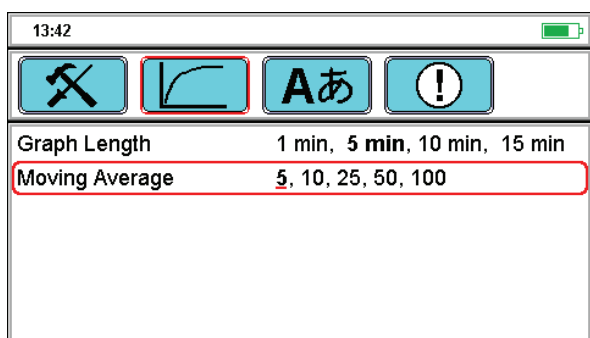 13:42
Aあ
Graph Length 1 min, 5 min, 10 min, 15 min
Moving Average 5, 10, 25, 50, 100